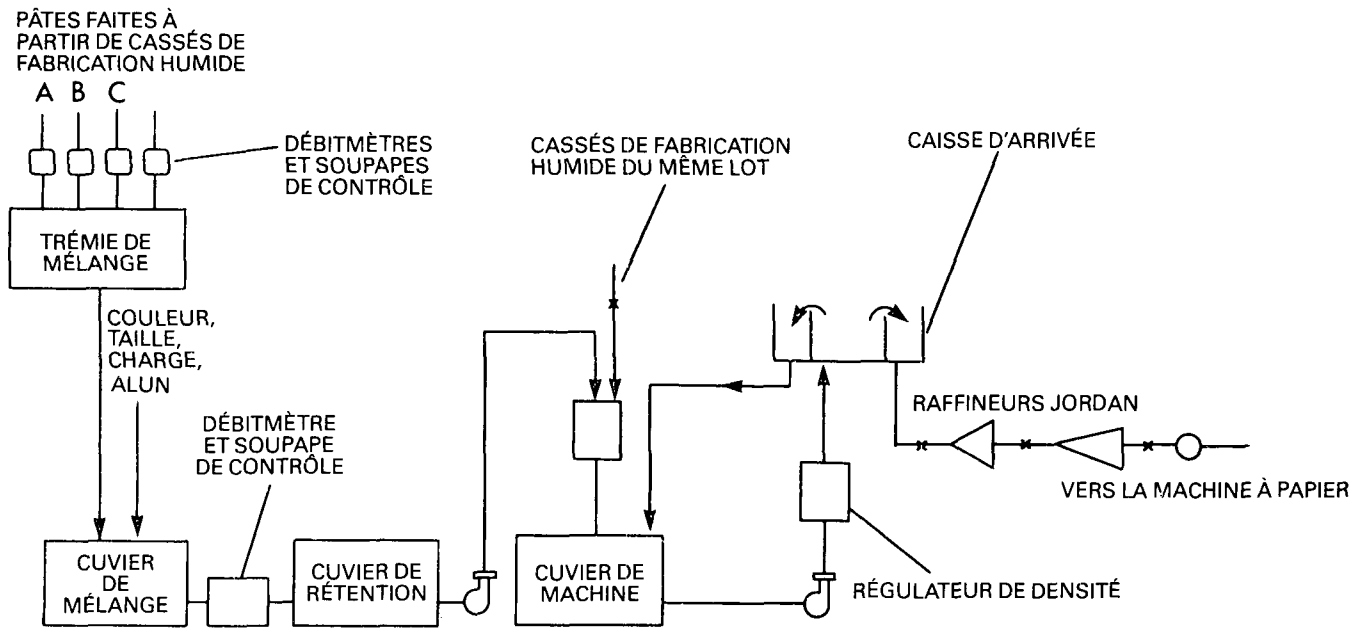 PÂTES FAITES À
PARTIR DE CASSÉS DE
FABRICATION HUMIDE
A B C
DÉBITMÈTRES
ET SOUPAPES
DE CONTRÔLE
TRÉMIE DE
MÉLANGE
COULEUR,
TAILLE,
CHARGE,
ALUN
DÉBITMÈTRE
ET SOUPAPE
DE CONTRÔLE
CUVIER
DE
MÉLANGE
CUVIER DE
RÉTENTION
CASSÉS DE FABRICATION
HUMIDE DU MÊME LOT
CUVIER DE
MACHINE
CAISSE D'ARRIVÉE
RAFFINEURS JORDAN
VERS LA MACHINE À PAPIER
RÉGULATEUR DE DENSITÉ